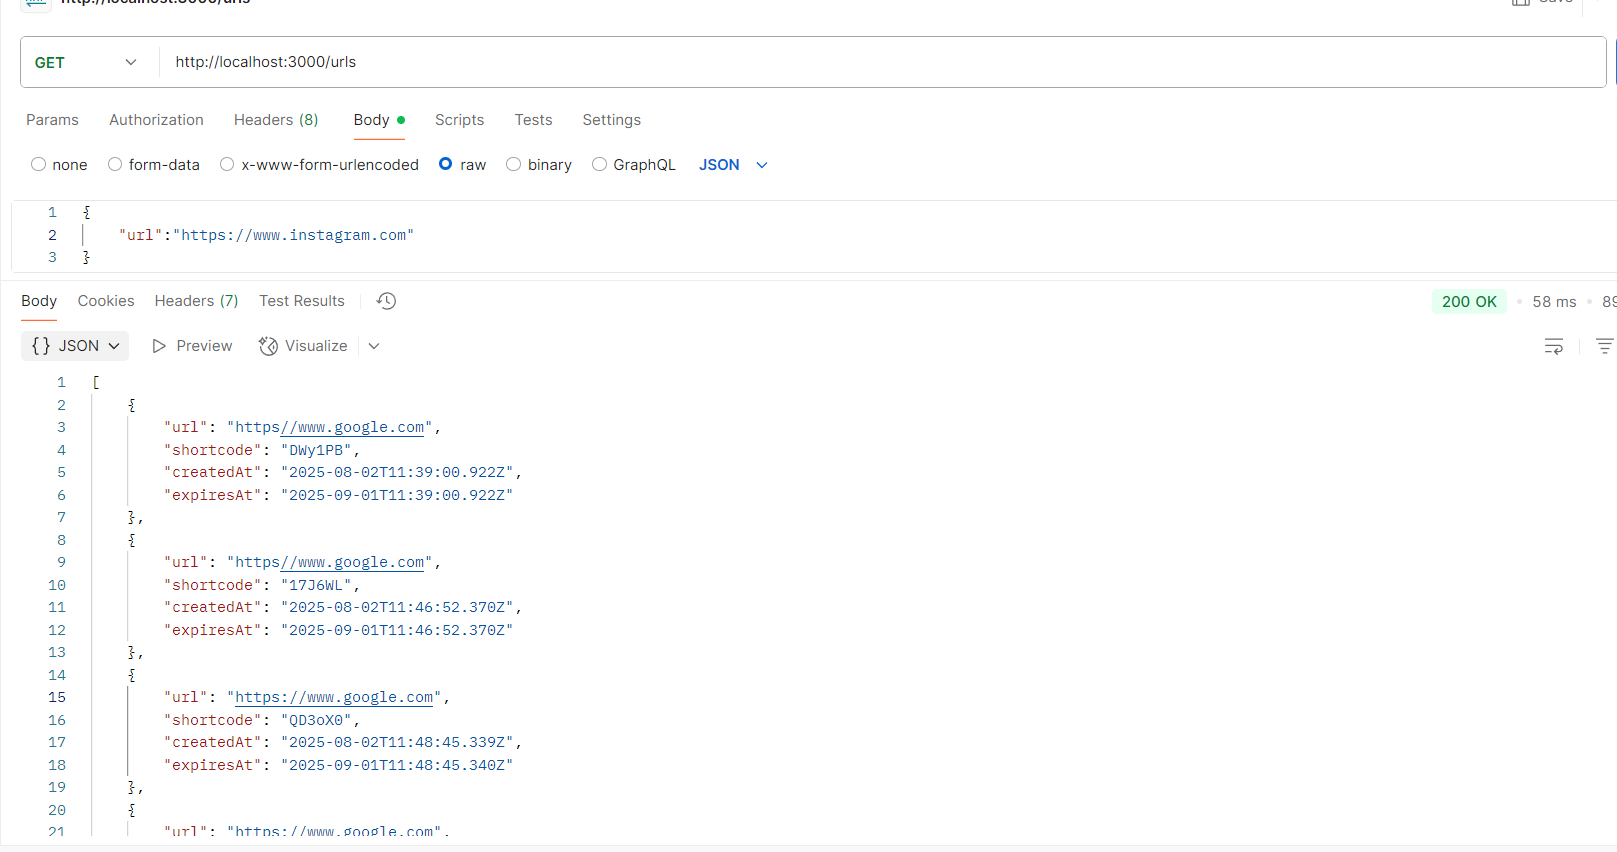 http://localhost:3000/urls
Save
GET http://localhost:3000/urls
Params Authorization Headers (8) Body Scripts Tests Settings
none form-data x-www-form-urlencoded raw binary GraphQL JSON
1 {
2 "url":"https://www.instagram.com"
3 }
Body Cookies Headers (7) Test Results 200 OK 58 ms 89
{} JSON Preview Visualize
1 [
2 {
3 "url": "https//www.google.com",
4 "shortcode": "DWy1PB",
5 "createdAt": "2025-08-02T11:39:00.922Z",
6 "expiresAt": "2025-09-01T11:39:00.922Z"
7 },
8 {
9 "url": "https//www.google.com",
10 "shortcode": "17J6WL",
11 "createdAt": "2025-08-02T11:46:52.370Z",
12 "expiresAt": "2025-09-01T11:46:52.370Z"
13 },
14 {
15 "url": "https://www.google.com",
16 "shortcode": "QD3oX0",
17 "createdAt": "2025-08-02T11:48:45.339Z",
18 "expiresAt": "2025-09-01T11:48:45.340Z"
19 },
20 {
21 "url": "https://www.google.com",